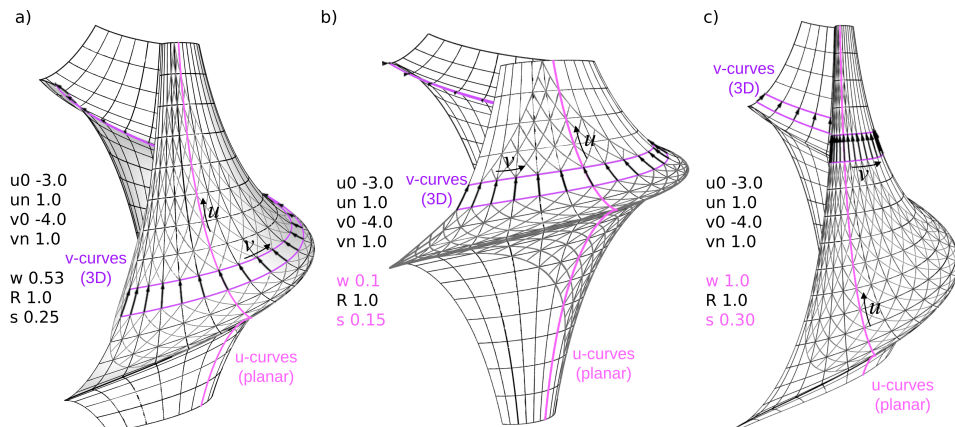 a)
v-curves
(3D)
u
v
u0 -3.0
un 1.0
v0 -4.0
vn 1.0
w 0.53
R 1.0
s 0.25
u-curves
(planar)
b)
v-curves
(3D)
v
u
u0 -3.0
un 1.0
v0 -4.0
vn 1.0
w 0.1
R 1.0
s 0.15
u-curves
(planar)
c)
v-curves
(3D)
v
u
u0 -3.0
un 1.0
v0 -4.0
vn 1.0
w 1.0
R 1.0
s 0.30
u-curves
(planar)